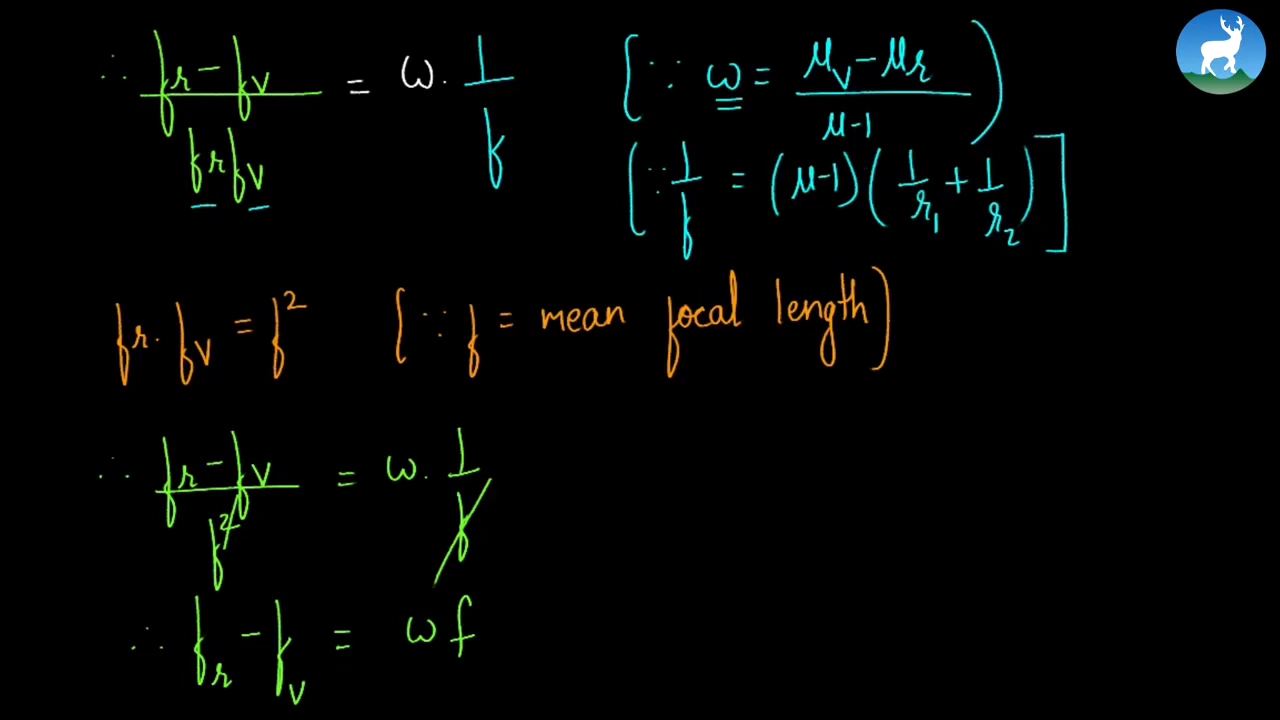 ∴ (fr − fv)/(fr fv) = ω · 1/f [∵ ω = (μv − μr)/(μ−1)]
[∵ 1/f = (μ−1)(1/r₁ + 1/r₂)]
fr · fv = f² [∵ f = mean focal length]
∴ (fr − fv)/f² = ω · 1/f
∴ fr − fv = ωf